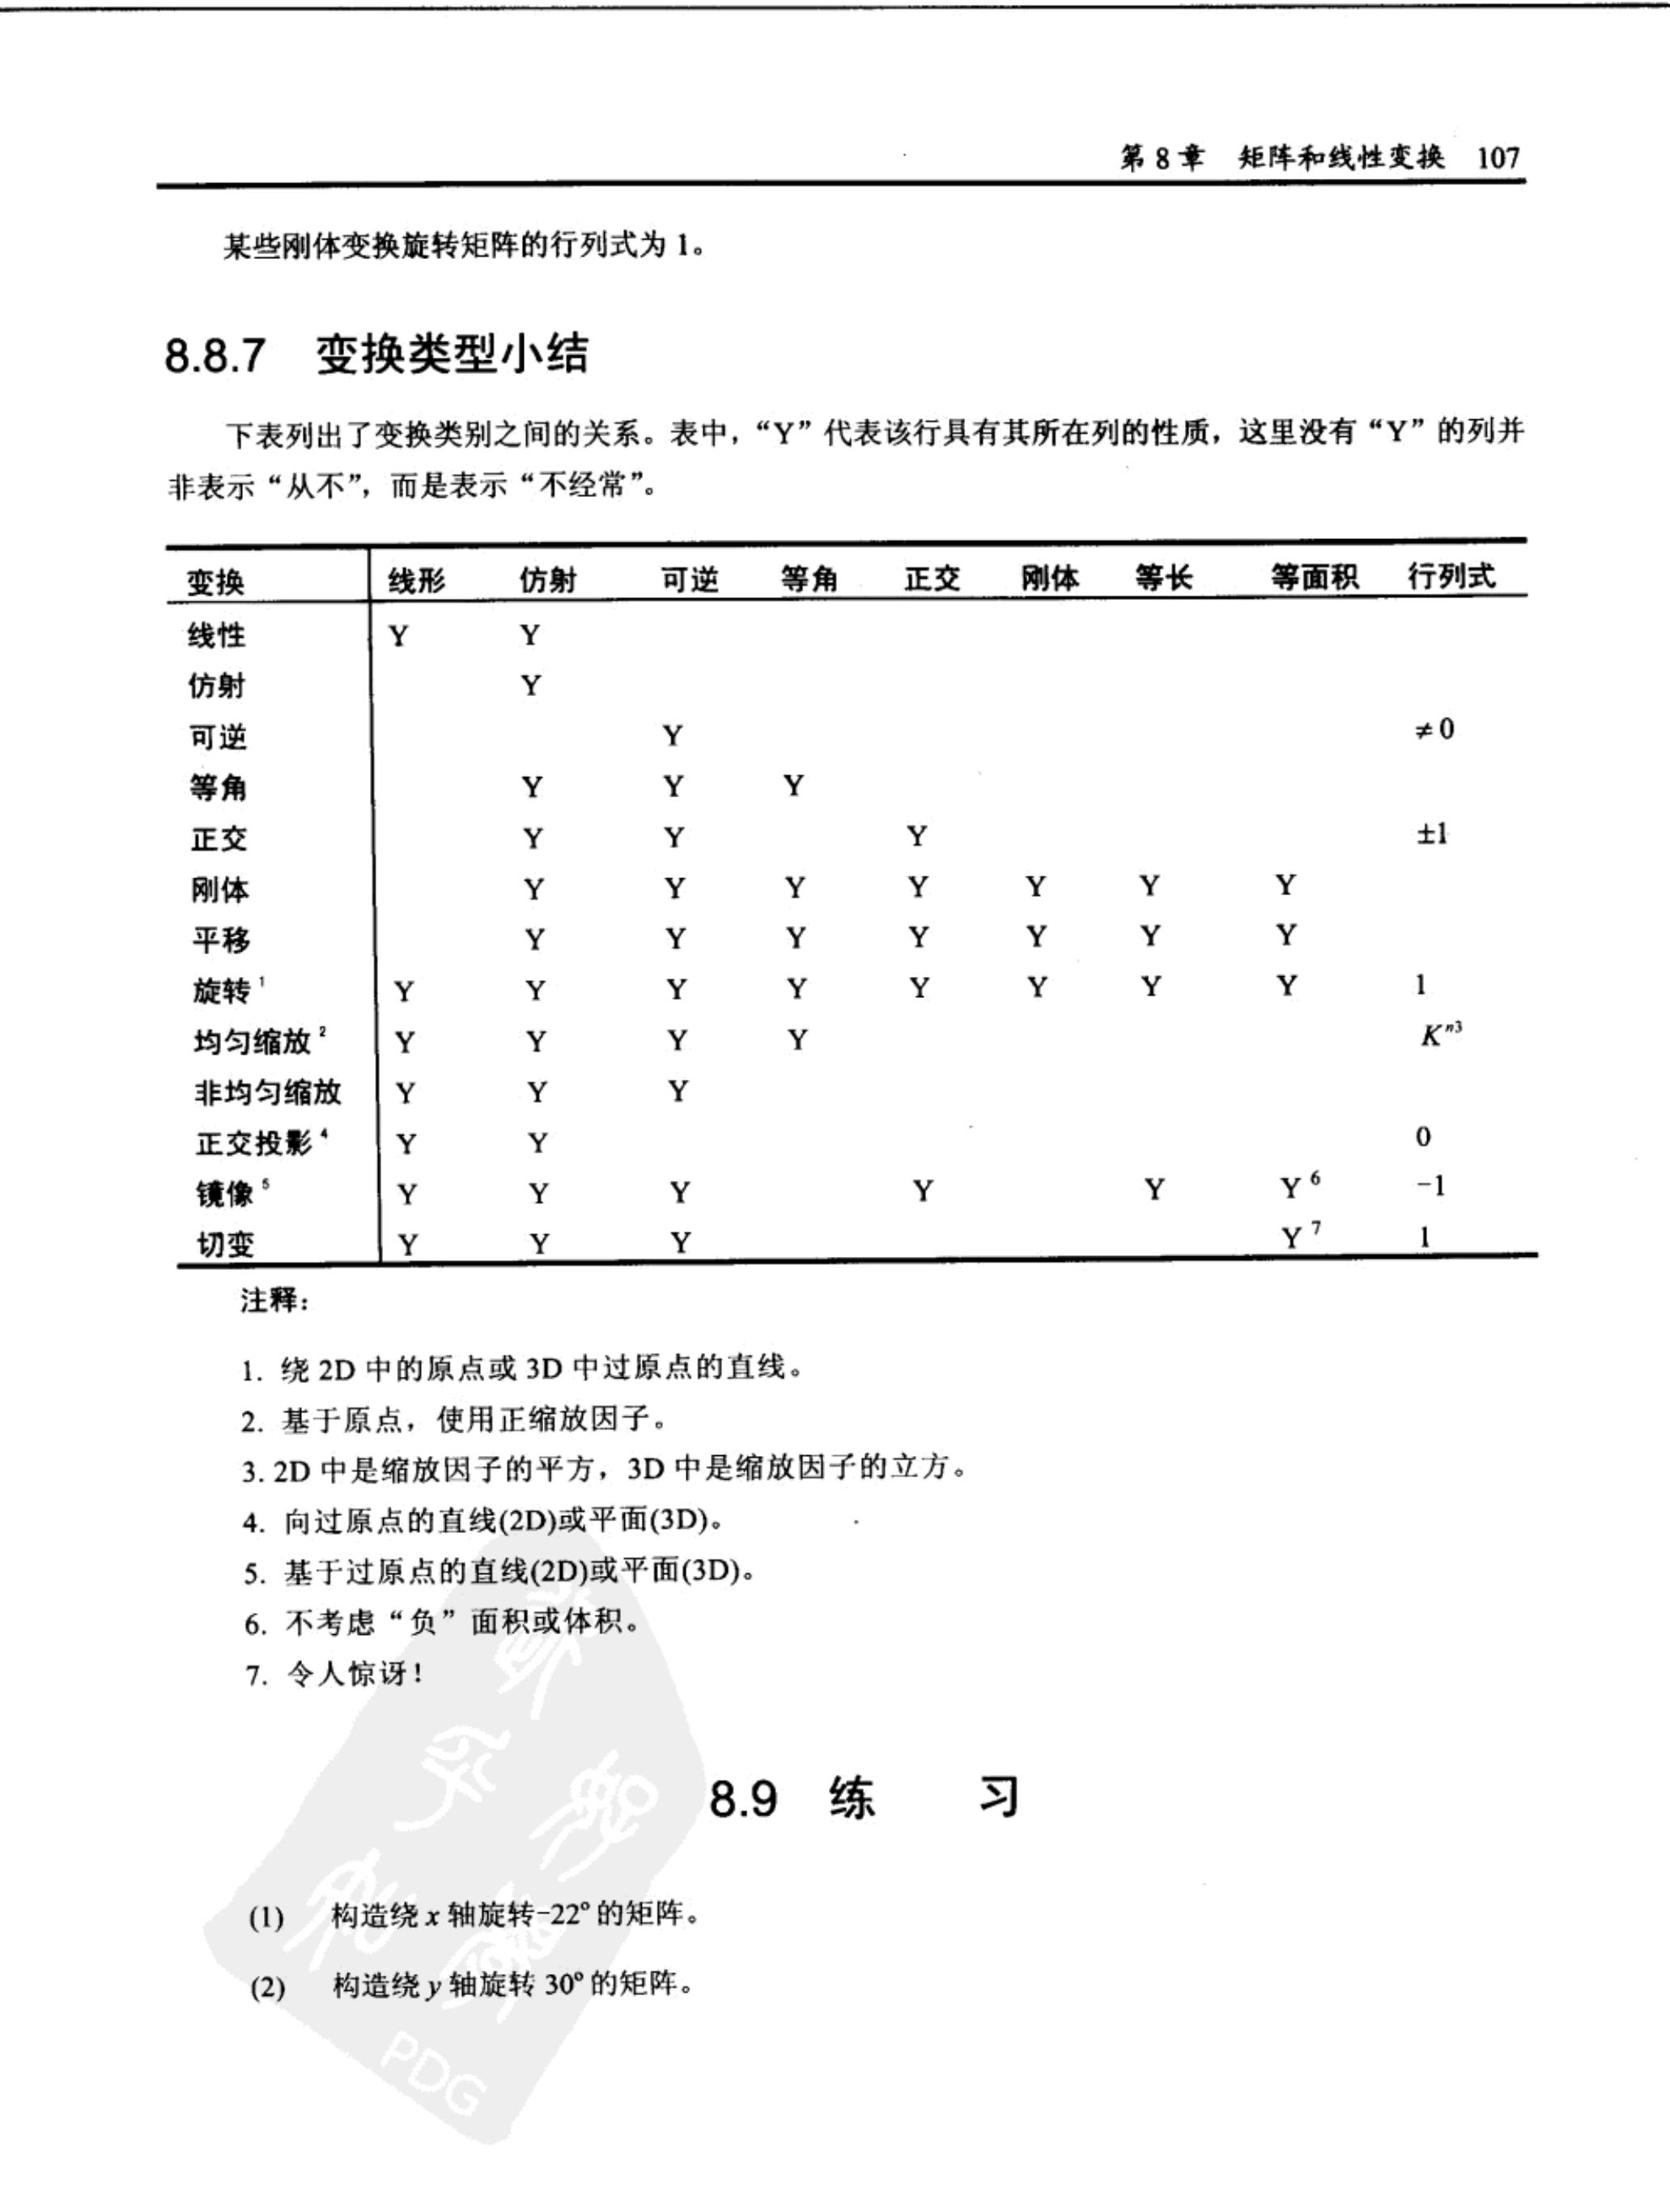 第 8 章 矩阵和线性变换 107
某些刚体变换旋转矩阵的行列式为 1。
8.8.7 变换类型小结
下表列出了变换类别之间的关系。表中，“Y”代表该行具有其所在列的性质，这里没有“Y”的列并
非表示“从不”，而是表示“不经常”。
变换 线形 仿射 可逆 等角 正交 刚体 等长 等面积 行列式
线性 Y Y
仿射 Y
可逆 Y ≠0
等角 Y Y Y
正交 Y Y Y ±1
刚体 Y Y Y Y Y Y Y
平移 Y Y Y Y Y Y Y
旋转¹ Y Y Y Y Y Y Y Y 1
均匀缩放² Y Y Y Y Kⁿ³
非均匀缩放 Y Y Y
正交投影⁴ Y Y 0
镜像⁵ Y Y Y Y Y Y⁶ -1
切变 Y Y Y Y⁷ 1
注释：
1. 绕 2D 中的原点或 3D 中过原点的直线。
2. 基于原点，使用正缩放因子。
3. 2D 中是缩放因子的平方，3D 中是缩放因子的立方。
4. 向过原点的直线(2D)或平面(3D)。
5. 基于过原点的直线(2D)或平面(3D)。
6. 不考虑“负”面积或体积。
7. 令人惊讶！
8.9 练 习
(1) 构造绕 x 轴旋转-22°的矩阵。
(2) 构造绕 y 轴旋转 30°的矩阵。
PDG